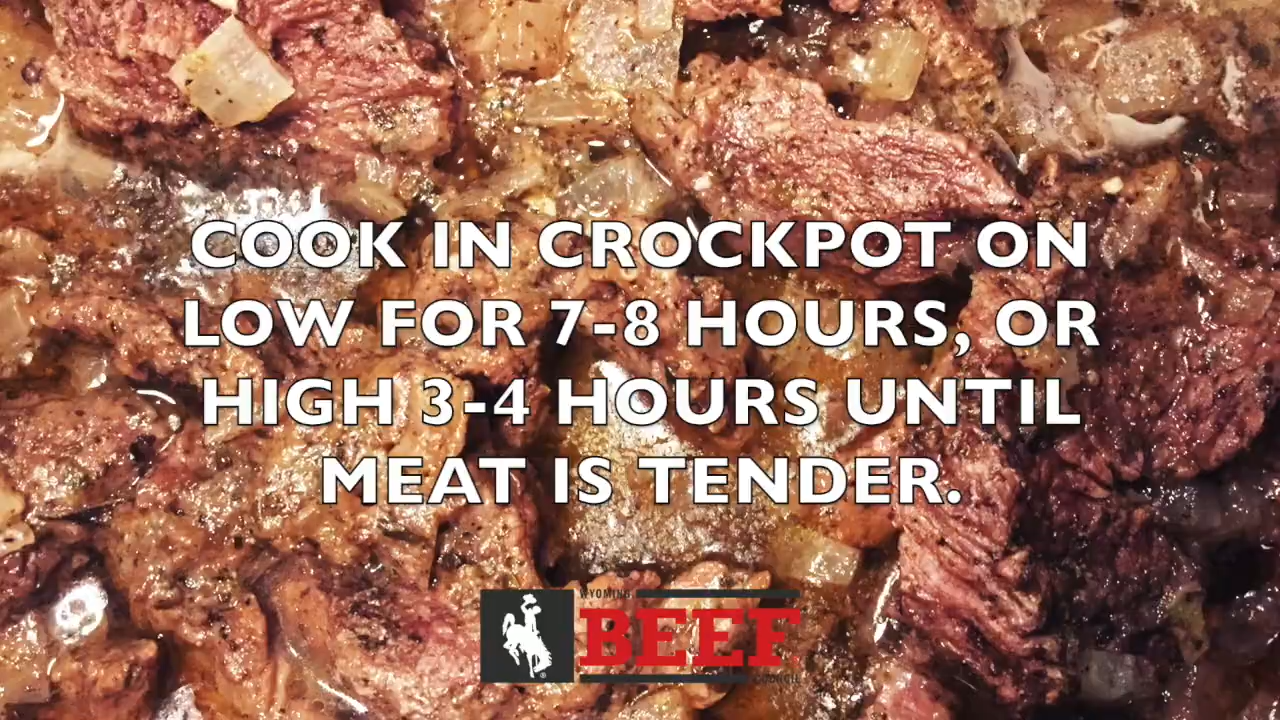 COOK IN CROCKPOT ON
LOW FOR 7-8 HOURS, OR
HIGH 3-4 HOURS UNTIL
MEAT IS TENDER.
WYOMING
BEEF
COUNCIL
®